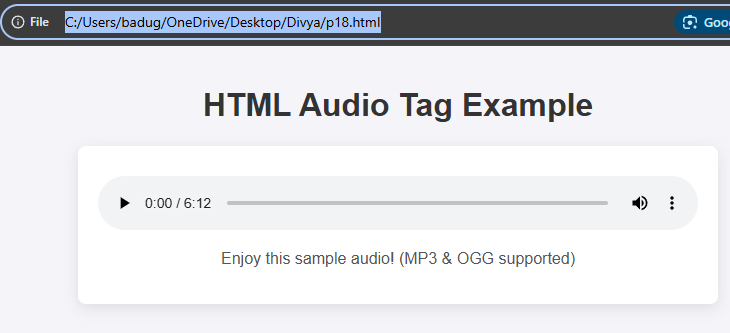 File C:/Users/badug/OneDrive/Desktop/Divya/p18.html Goo
HTML Audio Tag Example
0:00 / 6:12
Enjoy this sample audio! (MP3 & OGG supported)